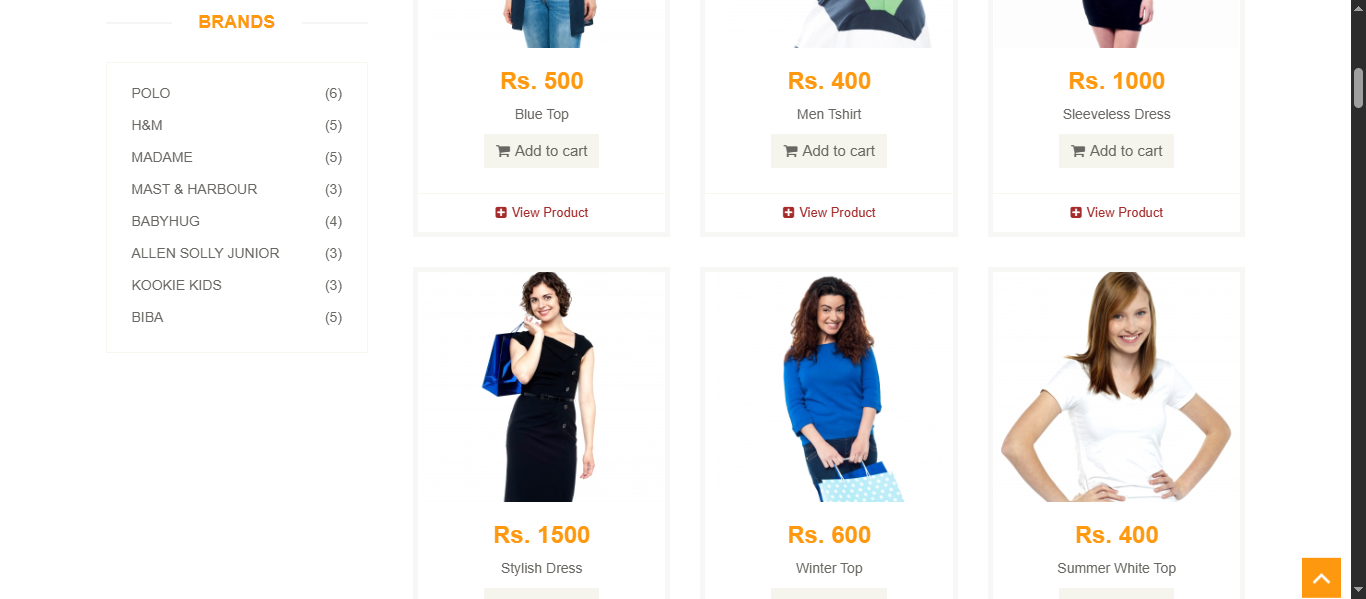 BRANDS
POLO (6)
H&M (5)
MADAME (5)
MAST & HARBOUR (3)
BABYHUG (4)
ALLEN SOLLY JUNIOR (3)
KOOKIE KIDS (3)
BIBA (5)
Rs. 500
Blue Top
Add to cart
View Product
Rs. 400
Men Tshirt
Add to cart
View Product
Rs. 1000
Sleeveless Dress
Add to cart
View Product
Rs. 1500
Stylish Dress
Rs. 600
Winter Top
Rs. 400
Summer White Top